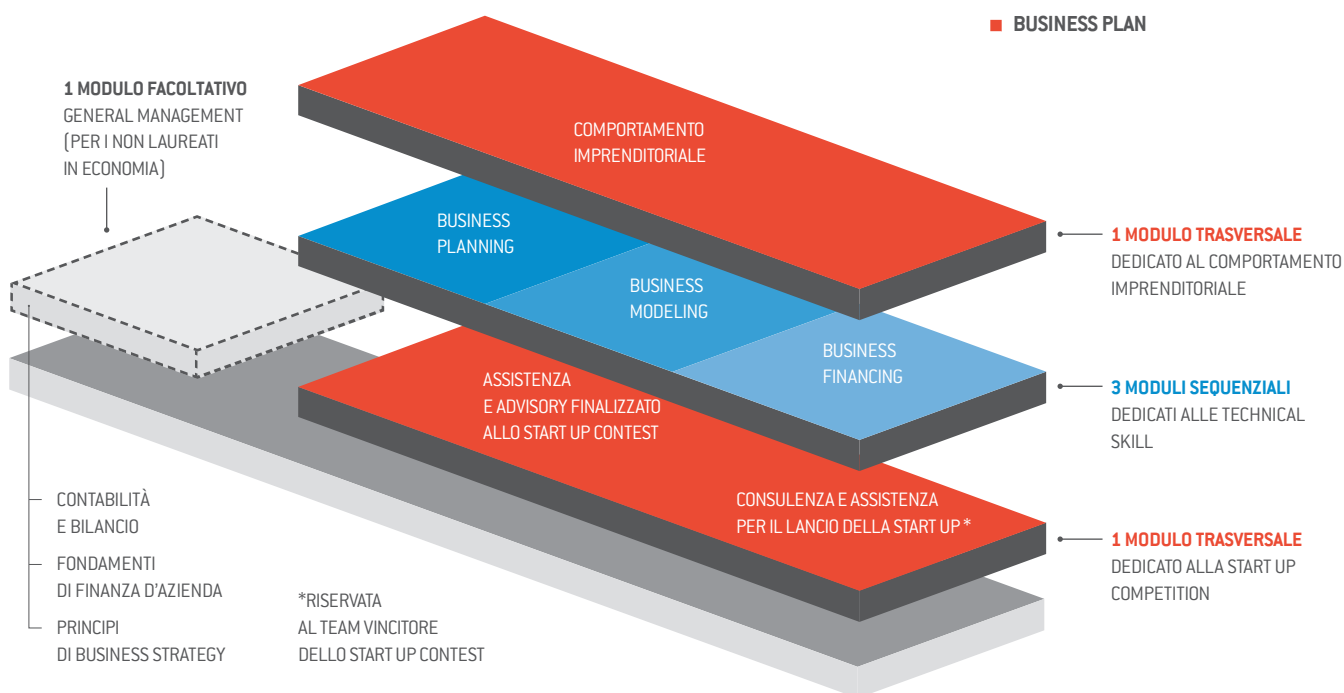 BUSINESS PLAN
1 MODULO FACOLTATIVO
GENERAL MANAGEMENT
(PER I NON LAUREATI
IN ECONOMIA)
COMPORTAMENTO
IMPRENDITORIALE
BUSINESS
PLANNING
BUSINESS
MODELING
BUSINESS
FINANCING
1 MODULO TRASVERSALE
DEDICATO AL COMPORTAMENTO
IMPRENDITORIALE
3 MODULI SEQUENZIALI
DEDICATI ALLE TECHNICAL
SKILL
ASSISTENZA
E ADVISORY FINALIZZATO
ALLO START UP CONTEST
CONSULENZA E ASSISTENZA
PER IL LANCIO DELLA START UP *
1 MODULO TRASVERSALE
DEDICATO ALLA START UP
COMPETITION
CONTABILITÀ
E BILANCIO
FONDAMENTI
DI FINANZA D'AZIENDA
PRINCIPI
DI BUSINESS STRATEGY
*RISERVATA
AL TEAM VINCITORE
DELLO START UP CONTEST